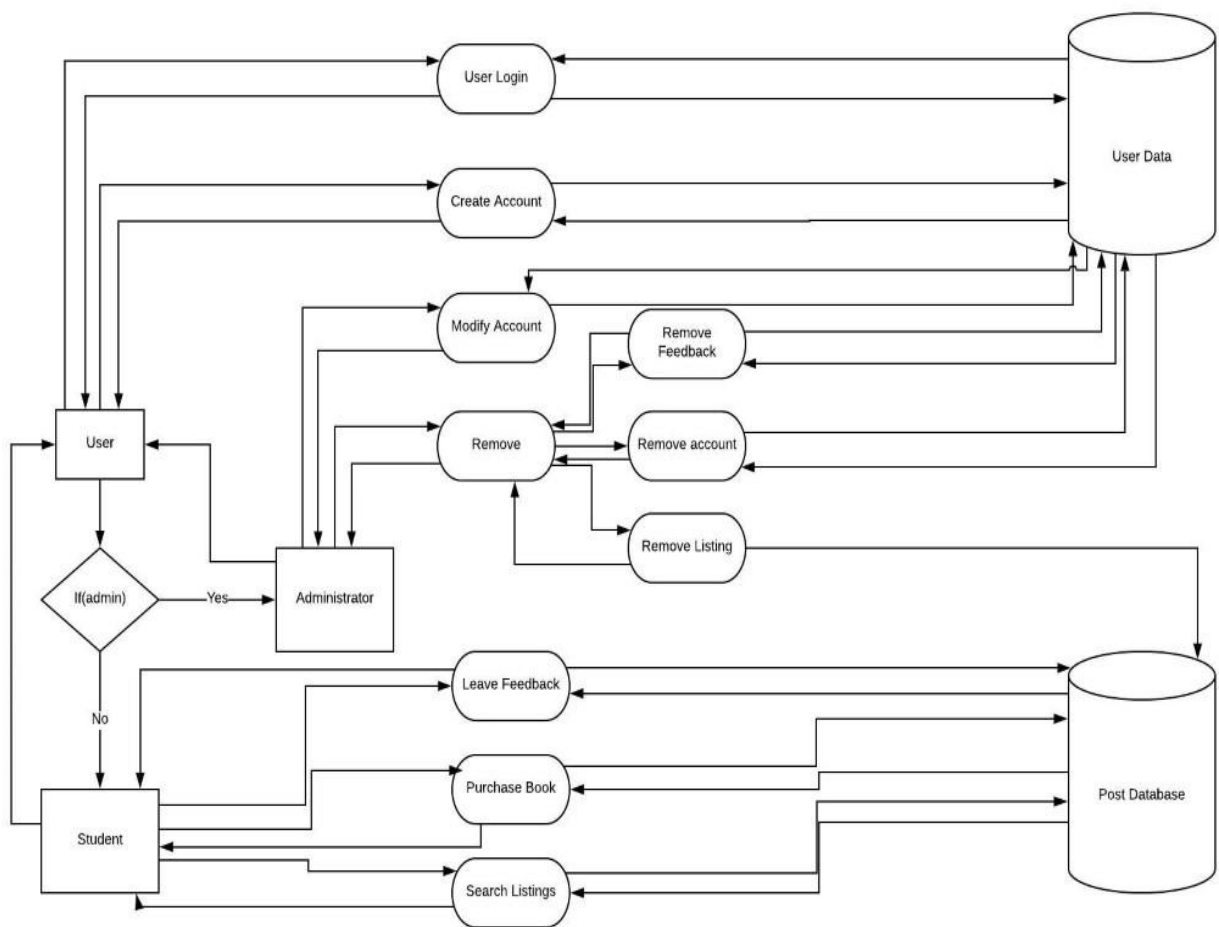 User Login
User Data
Create Account
Modify Account
Remove
Feedback
User
Remove
Remove account
Remove Listing
If(admin)
Yes
Administrator
Leave Feedback
No
Purchase Book
Post Database
Student
Search Listings